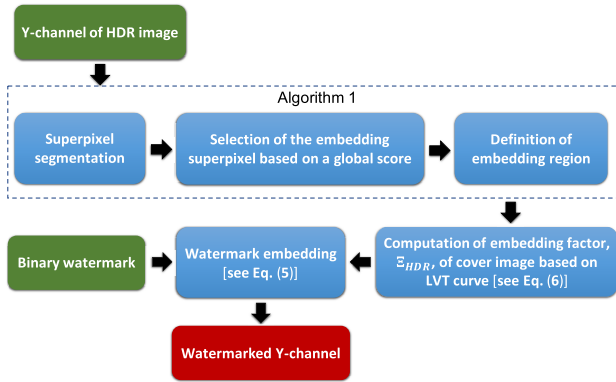 Y-channel of HDR image
Algorithm 1
Superpixel
segmentation
Selection of the embedding
superpixel based on a global score
Definition of
embedding region
Binary watermark
Watermark embedding
[see Eq. (5)]
Computation of embedding factor,
Ξ_HDR, of cover image based on
LVT curve [see Eq. (6)]
Watermarked Y-channel